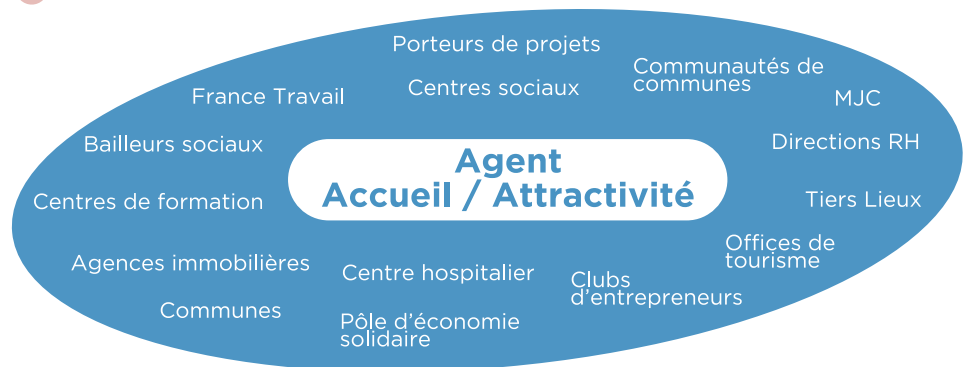 Porteurs de projets
Communautés de
communes
Centres sociaux
France Travail
MJC
Bailleurs sociaux
Directions RH
Agent
Accueil / Attractivité
Centres de formation
Tiers Lieux
Offices de
tourisme
Agences immobilières
Centre hospitalier
Clubs
d’entrepreneurs
Communes
Pôle d’économie
solidaire